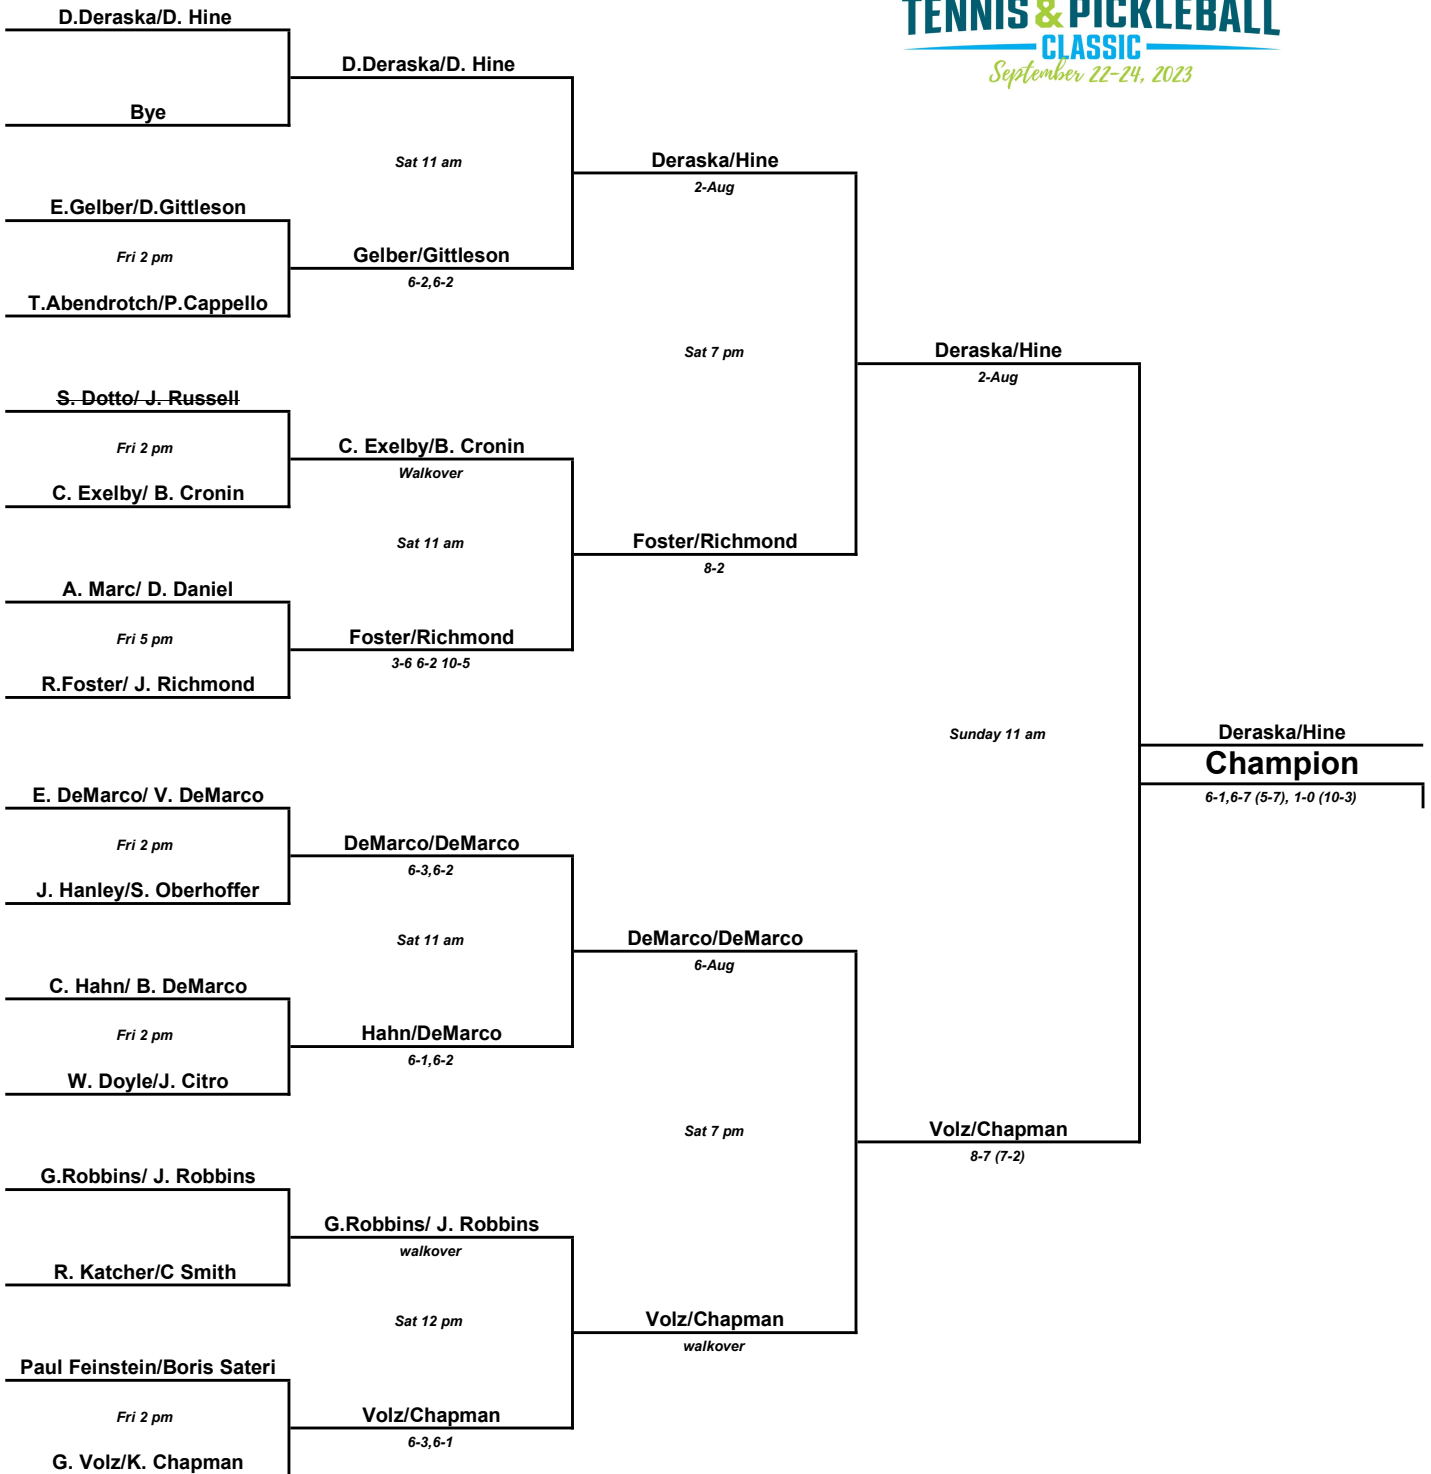 TENNIS & PICKLEBALL
CLASSIC
September 22-24, 2023
D.Deraska/D. Hine
D.Deraska/D. Hine
Bye
Sat 11 am
Deraska/Hine
2-Aug
E.Gelber/D.Gittleson
Fri 2 pm
Gelber/Gittleson
6-2,6-2
T.Abendrotch/P.Cappello
Sat 7 pm
Deraska/Hine
2-Aug
S. Dotto/ J. Russell
Fri 2 pm
C. Exelby/B. Cronin
Walkover
C. Exelby/ B. Cronin
Sat 11 am
Foster/Richmond
8-2
A. Marc/ D. Daniel
Fri 5 pm
Foster/Richmond
3-6 6-2 10-5
R.Foster/ J. Richmond
Sunday 11 am
Deraska/Hine
Champion
6-1,6-7 (5-7), 1-0 (10-3)
E. DeMarco/ V. DeMarco
Fri 2 pm
DeMarco/DeMarco
6-3,6-2
J. Hanley/S. Oberhoffer
Sat 11 am
DeMarco/DeMarco
6-Aug
C. Hahn/ B. DeMarco
Fri 2 pm
Hahn/DeMarco
6-1,6-2
W. Doyle/J. Citro
Sat 7 pm
Volz/Chapman
8-7 (7-2)
G.Robbins/ J. Robbins
G.Robbins/ J. Robbins
walkover
R. Katcher/C Smith
Sat 12 pm
Volz/Chapman
walkover
Paul Feinstein/Boris Sateri
Fri 2 pm
Volz/Chapman
6-3,6-1
G. Volz/K. Chapman